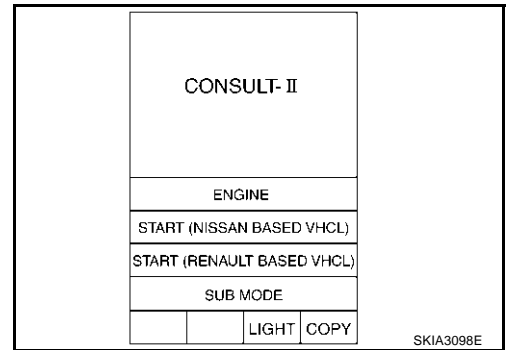 CONSULT-II
ENGINE
START (NISSAN BASED VHCL)
START (RENAULT BASED VHCL)
SUB MODE
LIGHT COPY
SKIA3098E